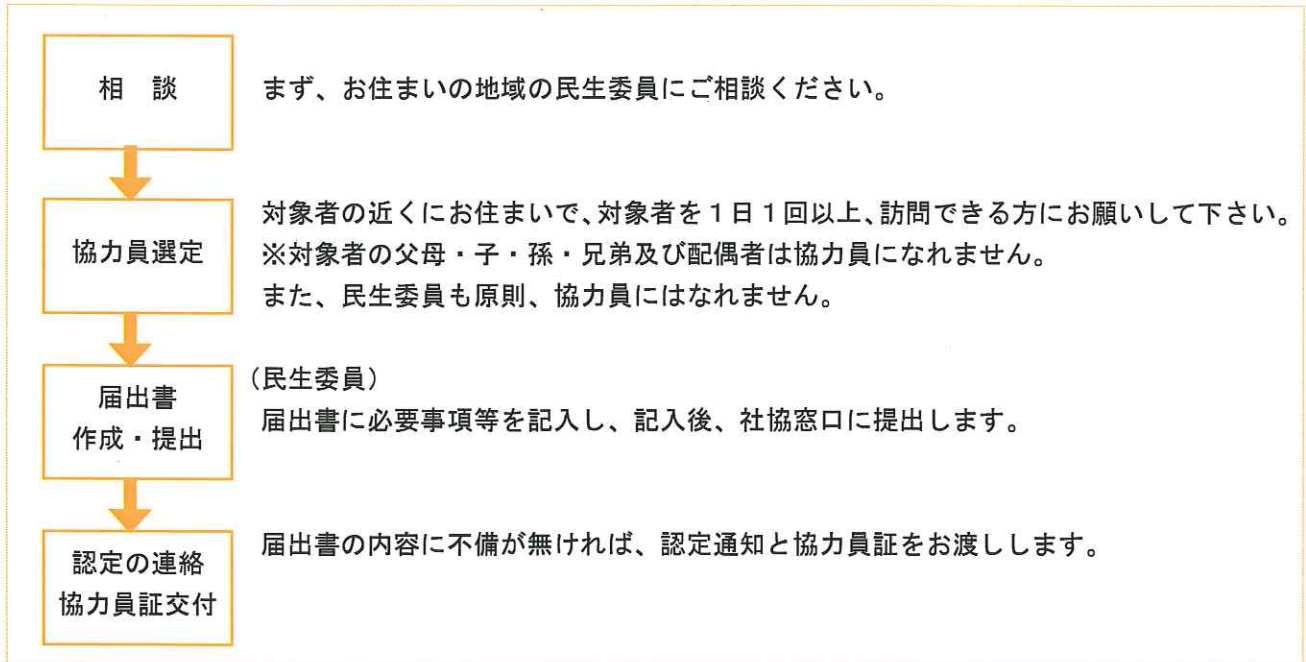 相　談
まず、お住まいの地域の民生委員にご相談ください。
協力員選定
対象者の近くにお住まいで、対象者を１日１回以上、訪問できる方にお願いして下さい。
※対象者の父母・子・孫・兄弟及び配偶者は協力員になれません。
また、民生委員も原則、協力員にはなれません。
届出書
作成・提出
（民生委員）
届出書に必要事項等を記入し、記入後、社協窓口に提出します。
認定の連絡
協力員証交付
届出書の内容に不備が無ければ、認定通知と協力員証をお渡しします。